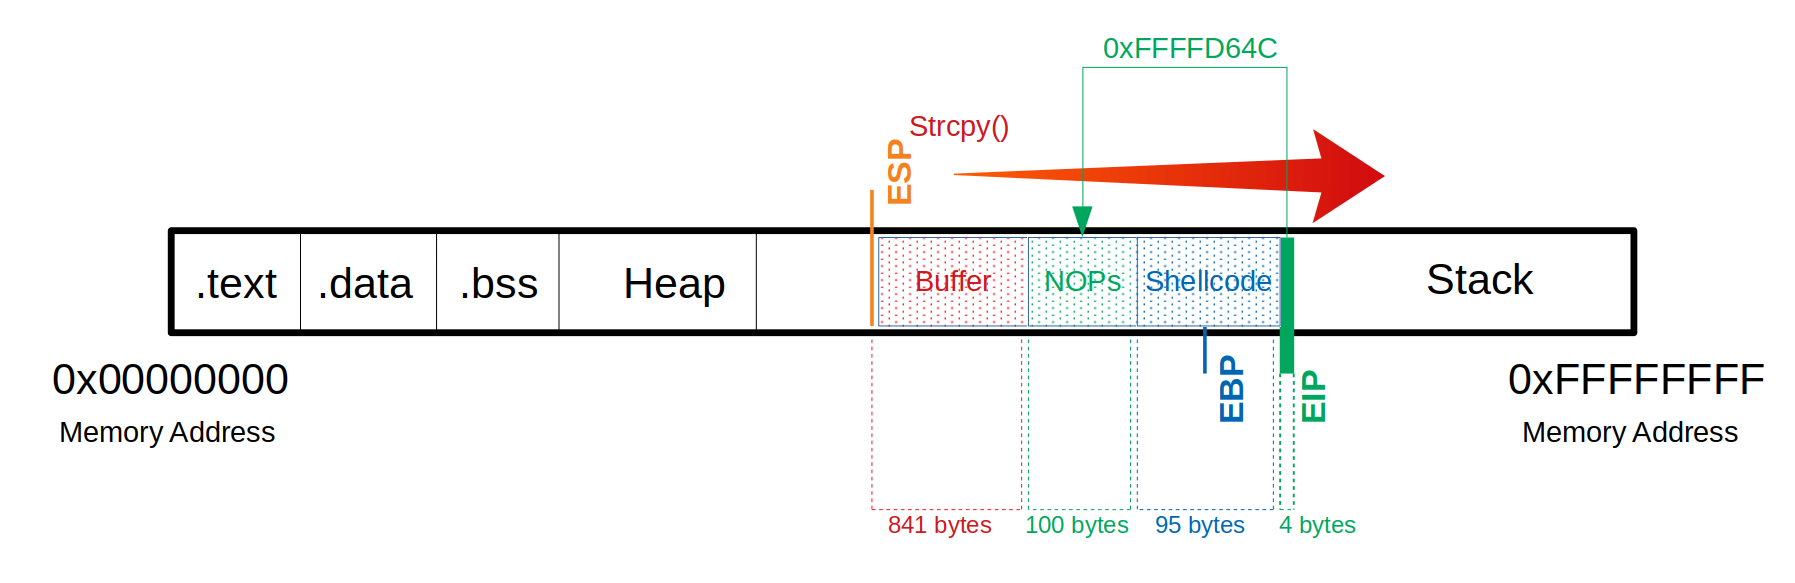 0xFFFFD64C
Strcpy()
ESP
.text
.data
.bss
Heap
Buffer
NOPs
Shellcode
Stack
EBP
EIP
0x00000000
Memory Address
0xFFFFFFFF
Memory Address
841 bytes
100 bytes
95 bytes
4 bytes